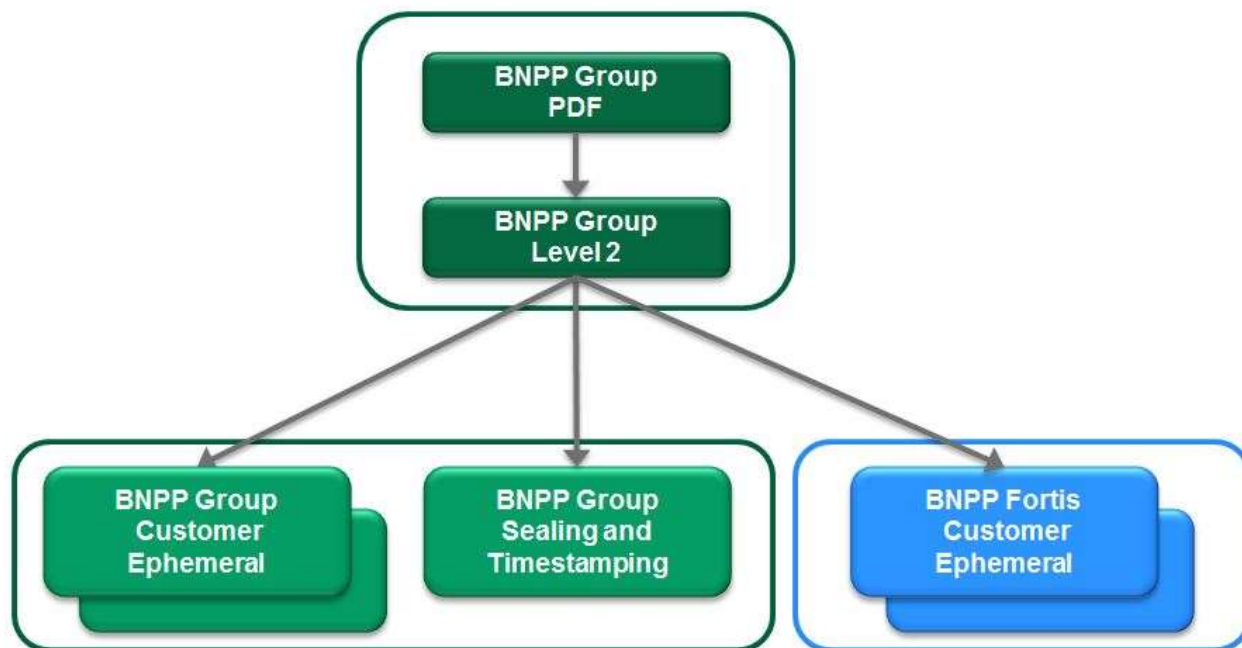 BNPP Group
PDF
BNPP Group
Level 2
BNPP Group
Customer
Ephemeral
BNPP Group
Sealing and
Timestamping
BNPP Fortis
Customer
Ephemeral